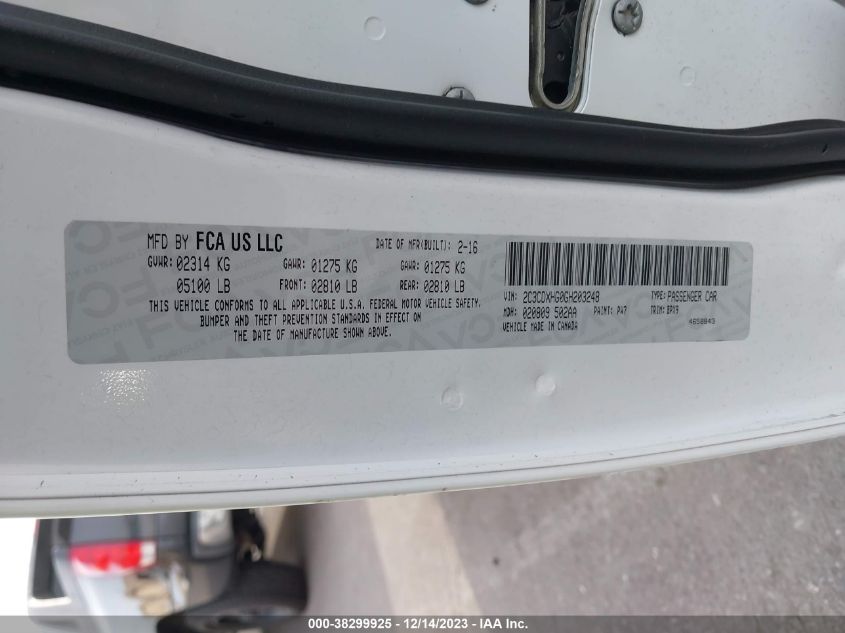 MFD BY FCA US LLC DATE OF MFR(BUILT): 2-16
GVWR: 02314 KG GAWR: 01275 KG GAWR: 01275 KG
05100 LB FRONT: 02810 LB REAR: 02810 LB
THIS VEHICLE CONFORMS TO ALL APPLICABLE U.S.A. FEDERAL MOTOR VEHICLE SAFETY,
BUMPER AND THEFT PREVENTION STANDARDS IN EFFECT ON
THE DATE OF MANUFACTURE SHOWN ABOVE.
VIN: 2C3CDXHG0GH203248 TYPE: PASSENGER CAR
MDH: 020909 502AA PAINT: PW7 TRIM: BPX9
VEHICLE MADE IN CANADA 4658843
000-38299925 - 12/14/2023 - IAA Inc.